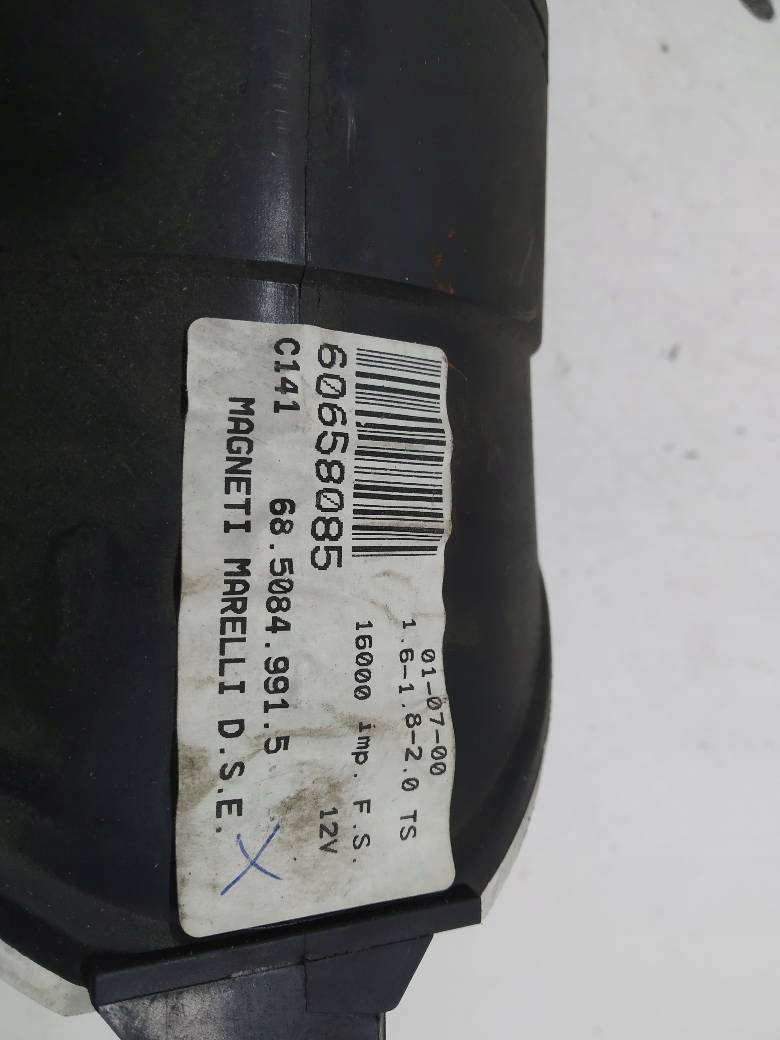 01-07-00
1.6-1.8-2.0 TS
16000 imp. F.S.
12V
60658085
C141 68.5084.991.5
MAGNETI MARELLI D.S.E.
X